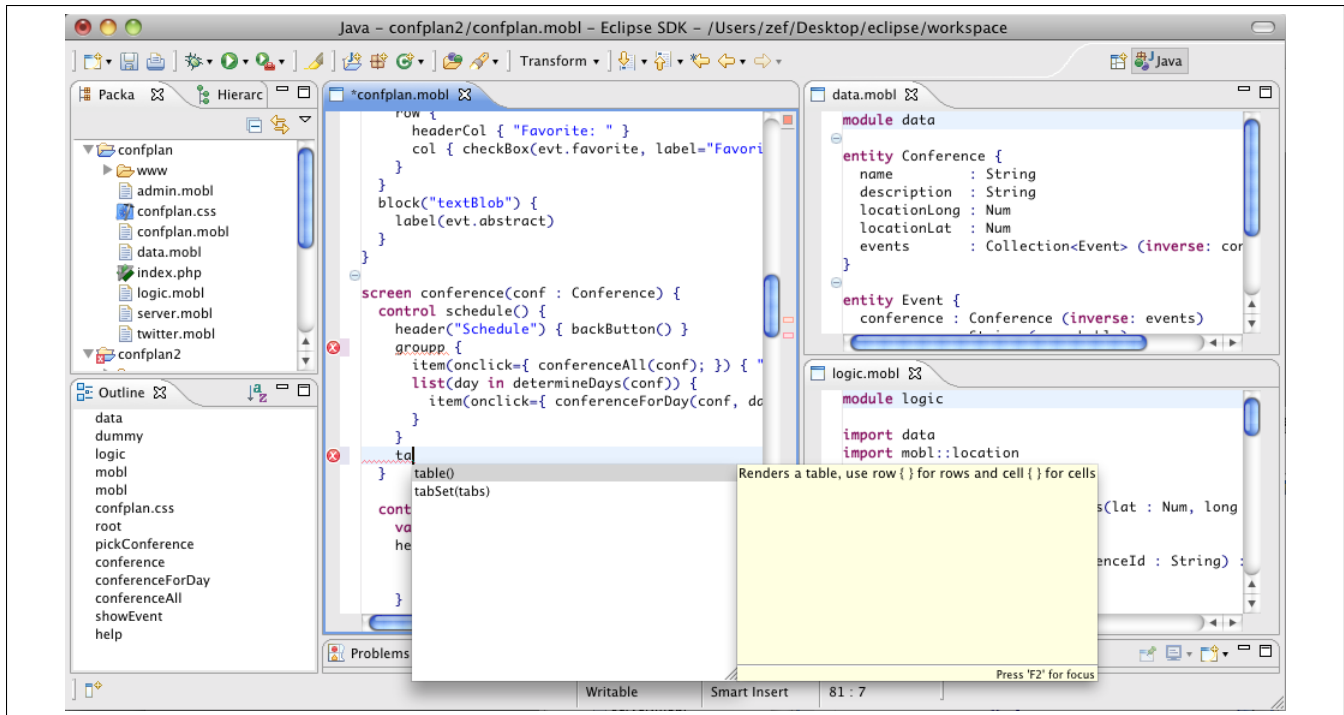 Java – confplan2/confplan.mobl – Eclipse SDK – /Users/zef/Desktop/eclipse/workspace
Transform
Java
Packa
Hierarc
confplan
www
admin.mobl
confplan.css
confplan.mobl
data.mobl
index.php
logic.mobl
server.mobl
twitter.mobl
confplan2
Outline
data
dummy
logic
mobl
mobl
confplan.css
root
pickConference
conference
conferenceForDay
conferenceAll
showEvent
help
*confplan.mobl
row {
headerCol { "Favorite: " }
col { checkBox(evt.favorite, label="Favori
}
}
block("textBlob") {
label(evt.abstract)
}
}
screen conference(conf : Conference) {
control schedule() {
header("Schedule") { backButton() }
groupp {
item(onclick={ conferenceAll(conf); }) { "
list(day in determineDays(conf)) {
item(onclick={ conferenceForDay(conf, da
}
}
ta
}
cont
va
he
}
table()
tabSet(tabs)
Renders a table, use row { } for rows and cell { } for cells
Press 'F2' for focus
data.mobl
module data
entity Conference {
name : String
description : String
locationLong : Num
locationLat : Num
events : Collection<Event> (inverse: con
}
entity Event {
conference : Conference (inverse: events)
logic.mobl
module logic
import data
import mobl::location
s(lat : Num, long
enceId : String) :
Problems
Writable
Smart Insert
81 : 7